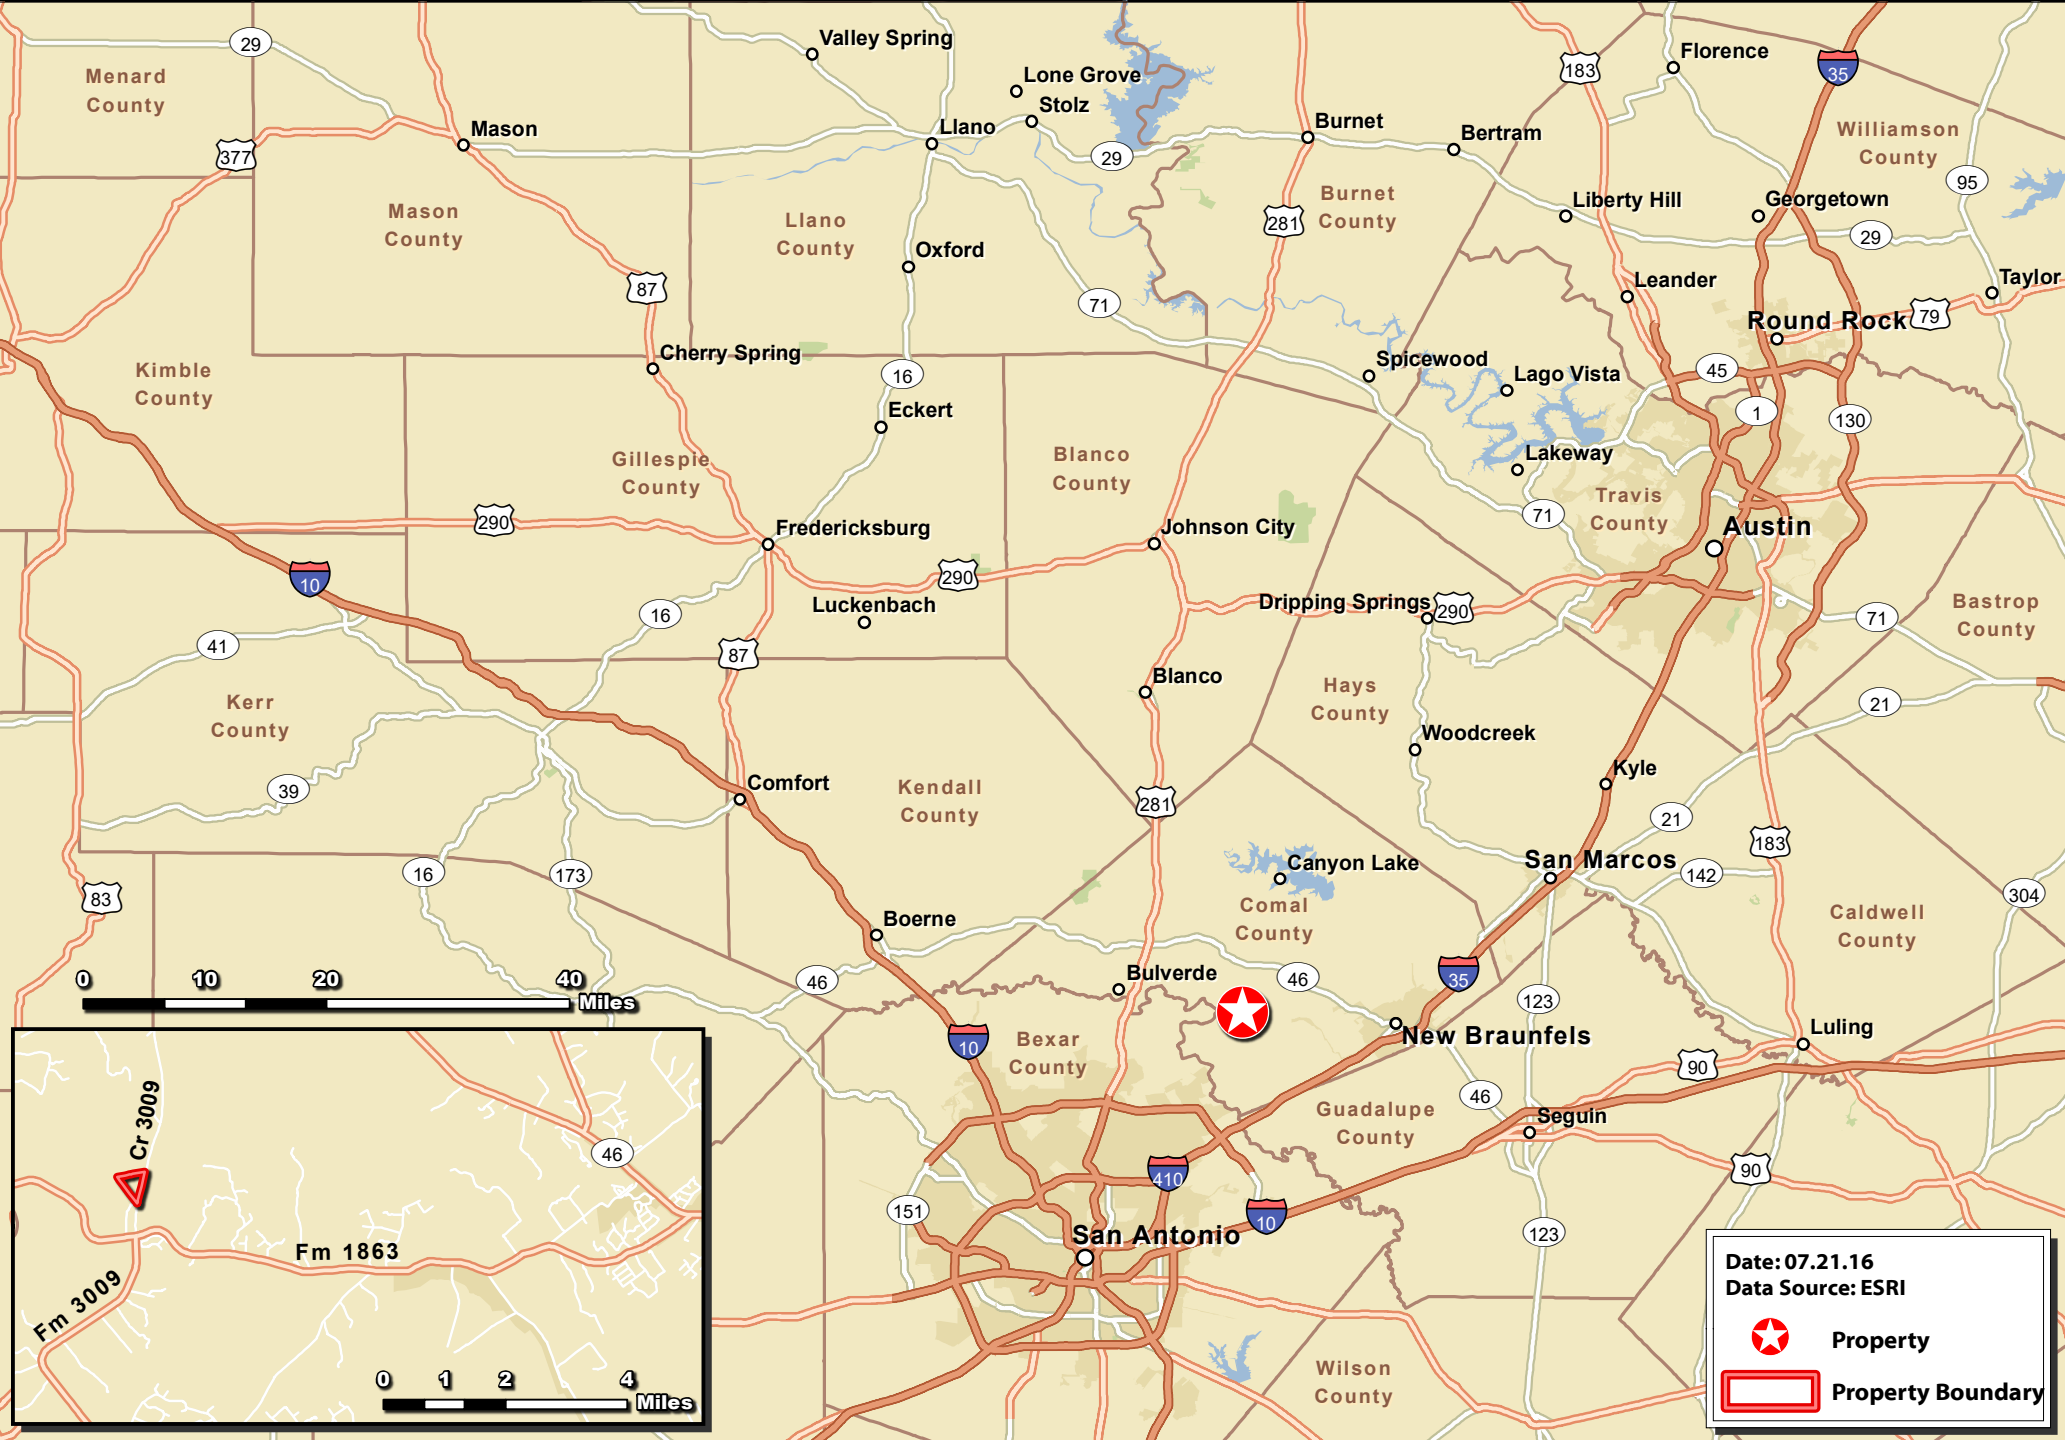 Valley Spring
Florence
29
183
35
Menard
County
Lone Grove
Stolz
Mason
Llano
Burnet
Bertram
Williamson
County
377
29
95
Mason
County
Llano
County
Burnet
County
281
Liberty Hill
Georgetown
29
Oxford
87
71
Leander
Taylor
Round Rock
79
Kimble
County
Cherry Spring
16
Spicewood
Lago Vista
45
Eckert
1
130
Gillespie
County
Blanco
County
Lakeway
Travis
County
290
Fredericksburg
Johnson City
71
Austin
10
290
Luckenbach
Dripping Springs
290
Bastrop
County
16
41
71
87
Blanco
Hays
County
Kerr
County
21
Woodcreek
Kyle
39
Comfort
Kendall
County
281
21
183
San Marcos
Canyon Lake
16
173
142
83
304
Boerne
Comal
County
Caldwell
County
0 10 20 40
Miles
46
Bulverde
46
35
123
New Braunfels
Luling
10
Bexar
County
90
46
Guadalupe
County
Seguin
Cr 3009
46
410
90
151
10
San Antonio
123
Fm 1863
Fm 3009
0 1 2 4
Miles
Wilson
County
Date: 07.21.16
Data Source: ESRI
Property
Property Boundary